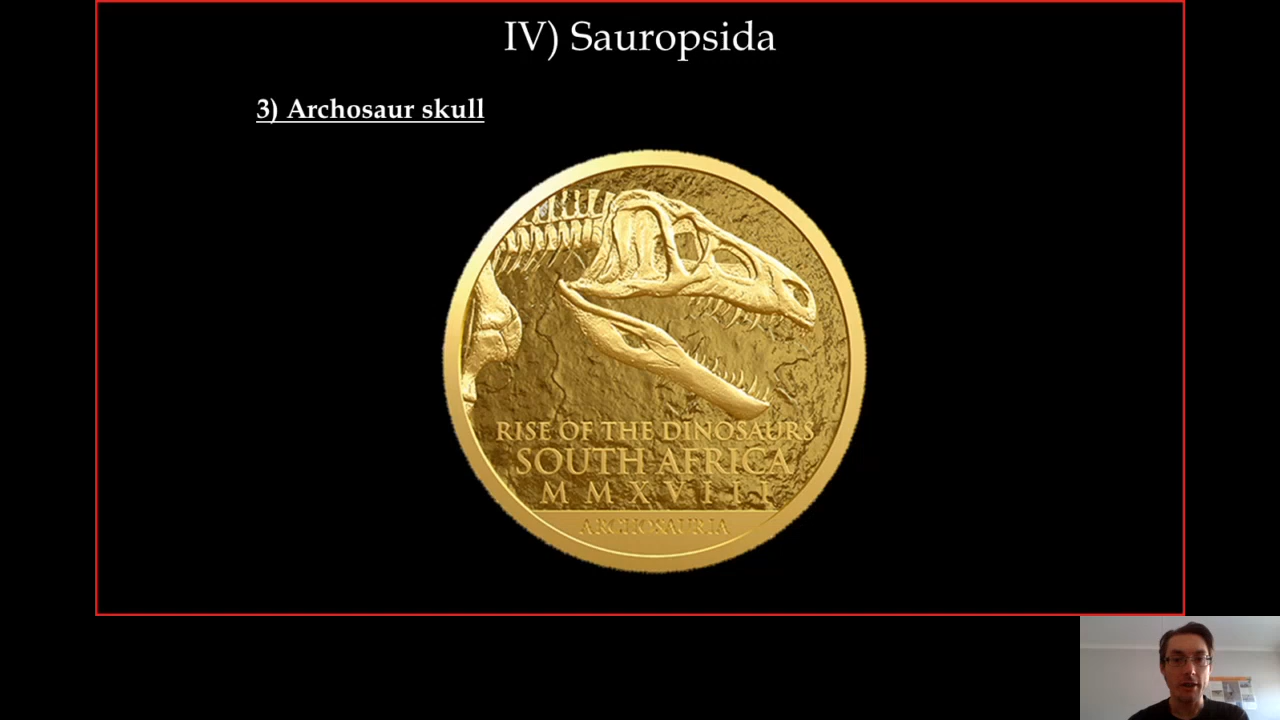 IV) Sauropsida
3) Archosaur skull
RISE OF THE DINOSAURS
SOUTH AFRICA
MMXVIII
ARCHOSAURIA